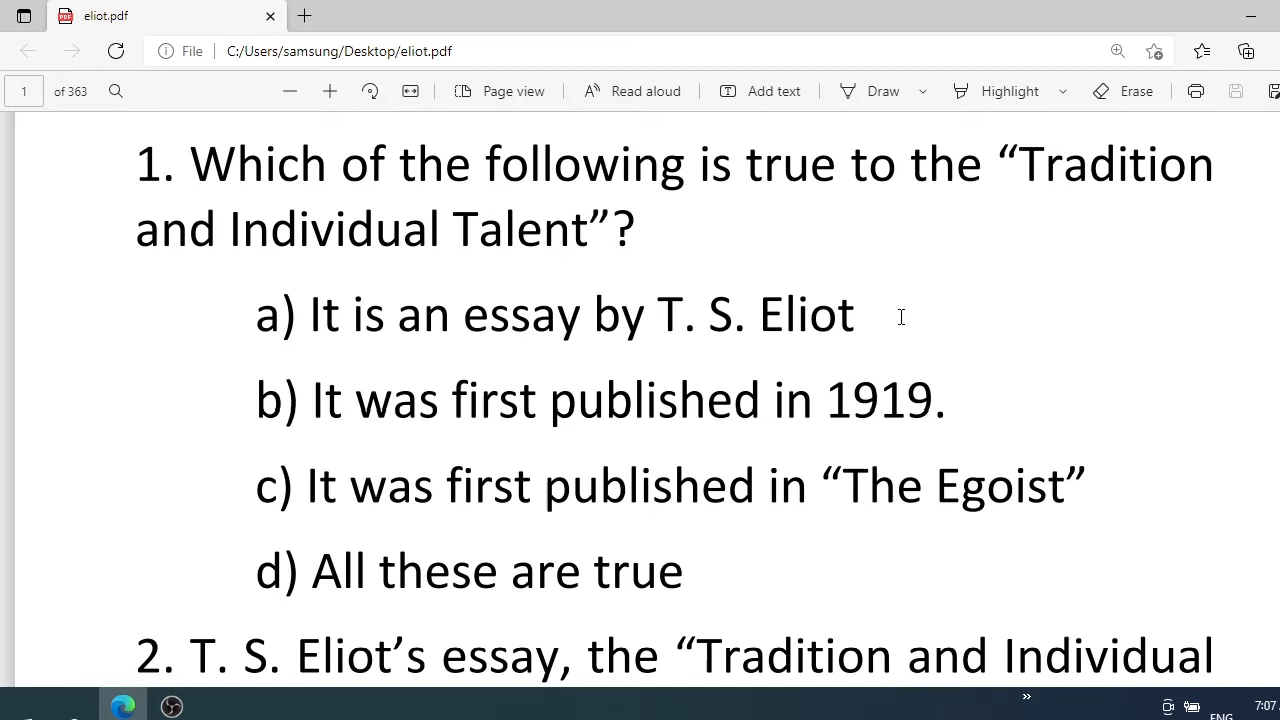 eliot.pdf
File C:/Users/samsung/Desktop/eliot.pdf
1 of 363 Page view Read aloud Add text Draw Highlight Erase
1. Which of the following is true to the “Tradition
and Individual Talent”?
a) It is an essay by T. S. Eliot
b) It was first published in 1919.
c) It was first published in “The Egoist”
d) All these are true
2. T. S. Eliot’s essay, the “Tradition and Individual
7:07
ENG